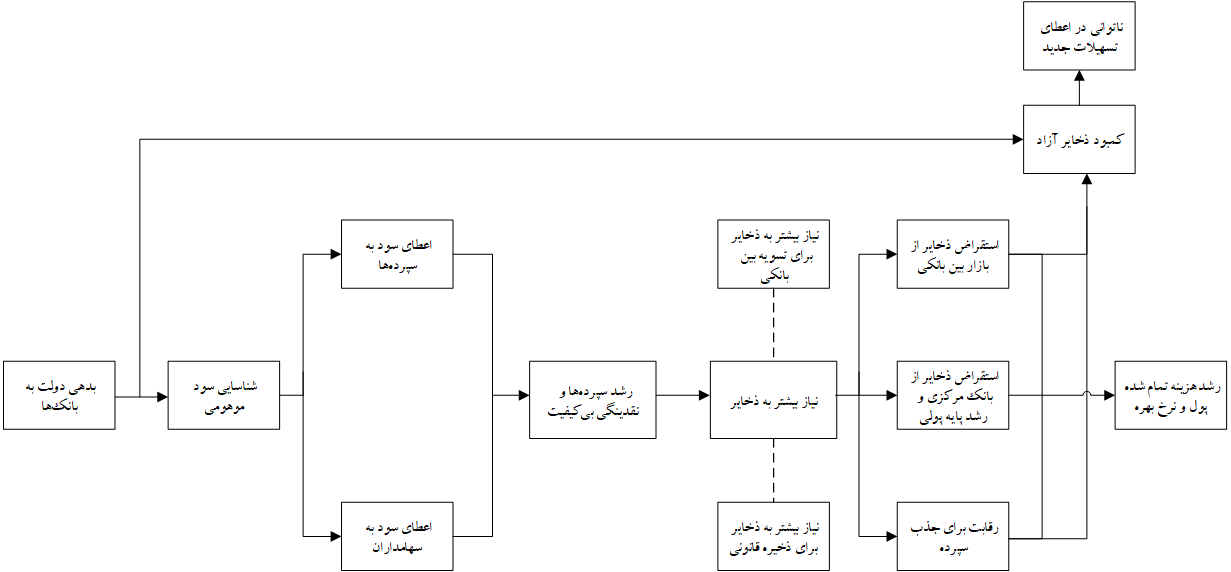 ناتوانی در اعطای
تسهیلات جدید
کمبود ذخایر آزاد
بدهی دولت به
بانک‌ها
شناسایی سود
موهومی
اعطای سود به
سپرده‌ها
اعطای سود به
سهامداران
رشد سپرده‌ها و
نقدینگی بی‌کیفیت
نیاز بیشتر به ذخایر
برای تسویه بین
بانکی
نیاز بیشتر به ذخایر
نیاز بیشتر به ذخایر
برای ذخیره قانونی
استقراض ذخایر از
بازار بین بانکی
استقراض ذخایر از
بانک مرکزی و
رشد پایه پولی
رقابت برای جذب
سپرده
رشدهزینه تمام شده
پول و نرخ بهره